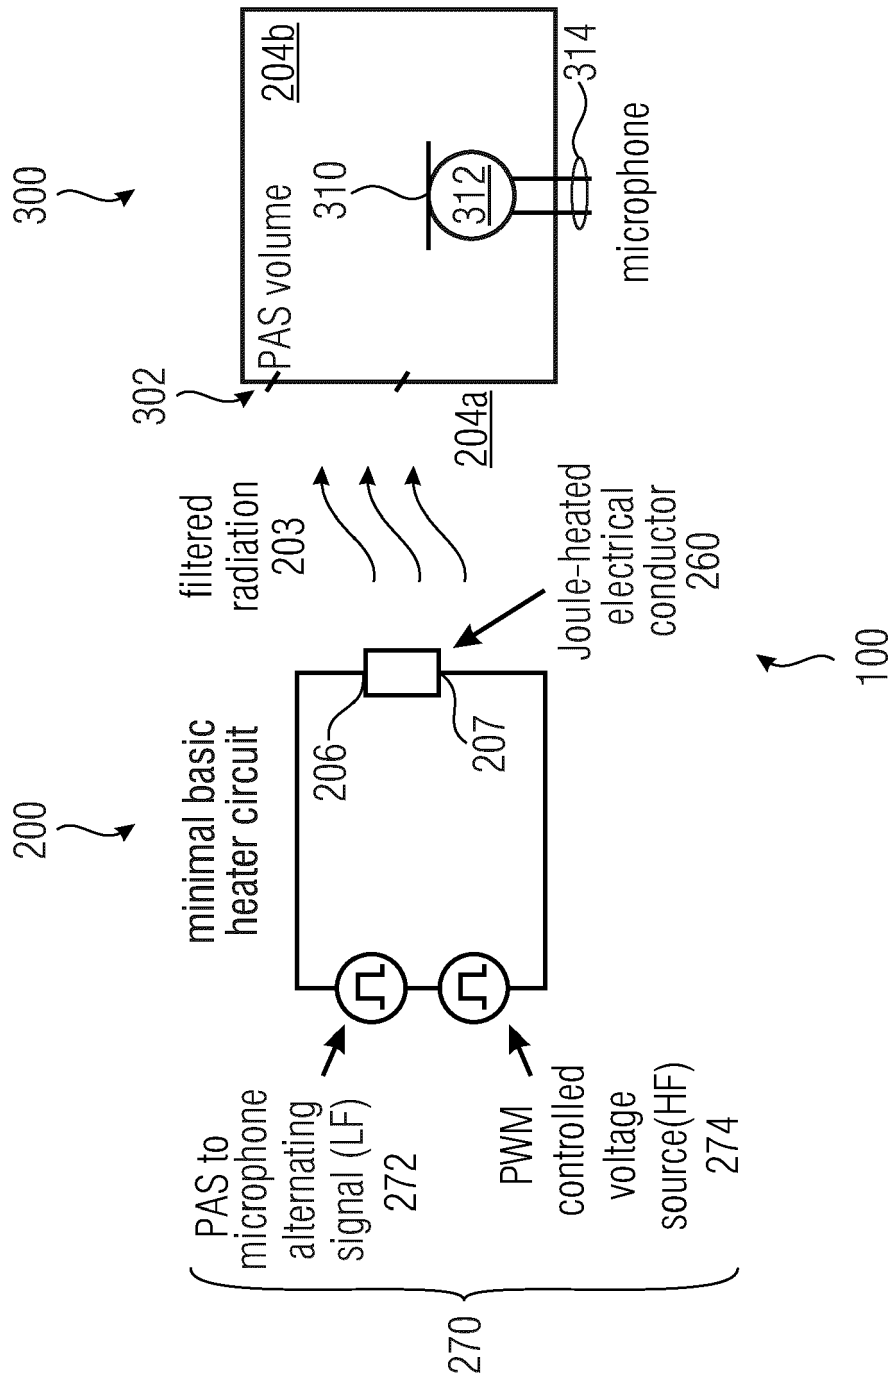 200
300
minimal basic
heater circuit
filtered
radiation
203
302
PAS volume
204b
310
312
314
microphone
204a
206
207
Joule-heated
electrical
conductor
260
100
PAS to
microphone
alternating
signal (LF)
272
PWM
controlled
voltage
source(HF)
274
270